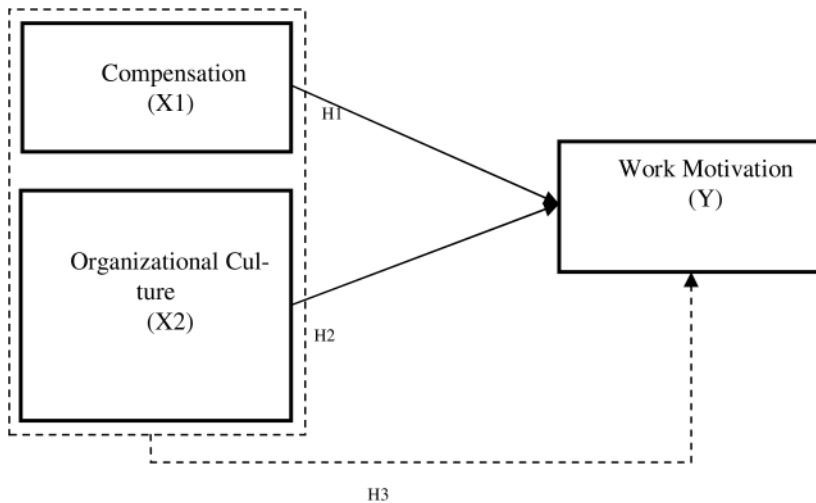 Compensation
(X1)
H1
Work Motivation
(Y)
Organizational Cul-
ture
(X2)
H2
H3